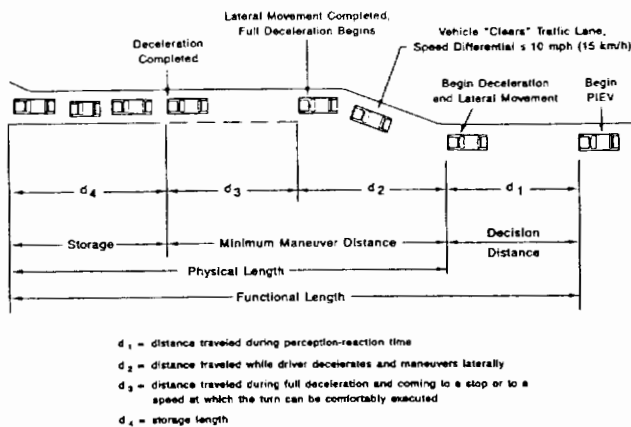 Lateral Movement Completed,
Full Deceleration Begins
Vehicle "Clears" Traffic Lane,
Speed Differential ≤ 10 mph (15 km/h)
Deceleration
Completed
Begin Deceleration
and Lateral Movement
Begin
PIEV
d4
d3
d2
d1
Storage
Minimum Maneuver Distance
Decision
Distance
Physical Length
Functional Length
d1 = distance traveled during perception-reaction time
d2 = distance traveled while driver decelerates and maneuvers laterally
d3 = distance traveled during full deceleration and coming to a stop or to a
speed at which the turn can be comfortably executed
d4 = storage length